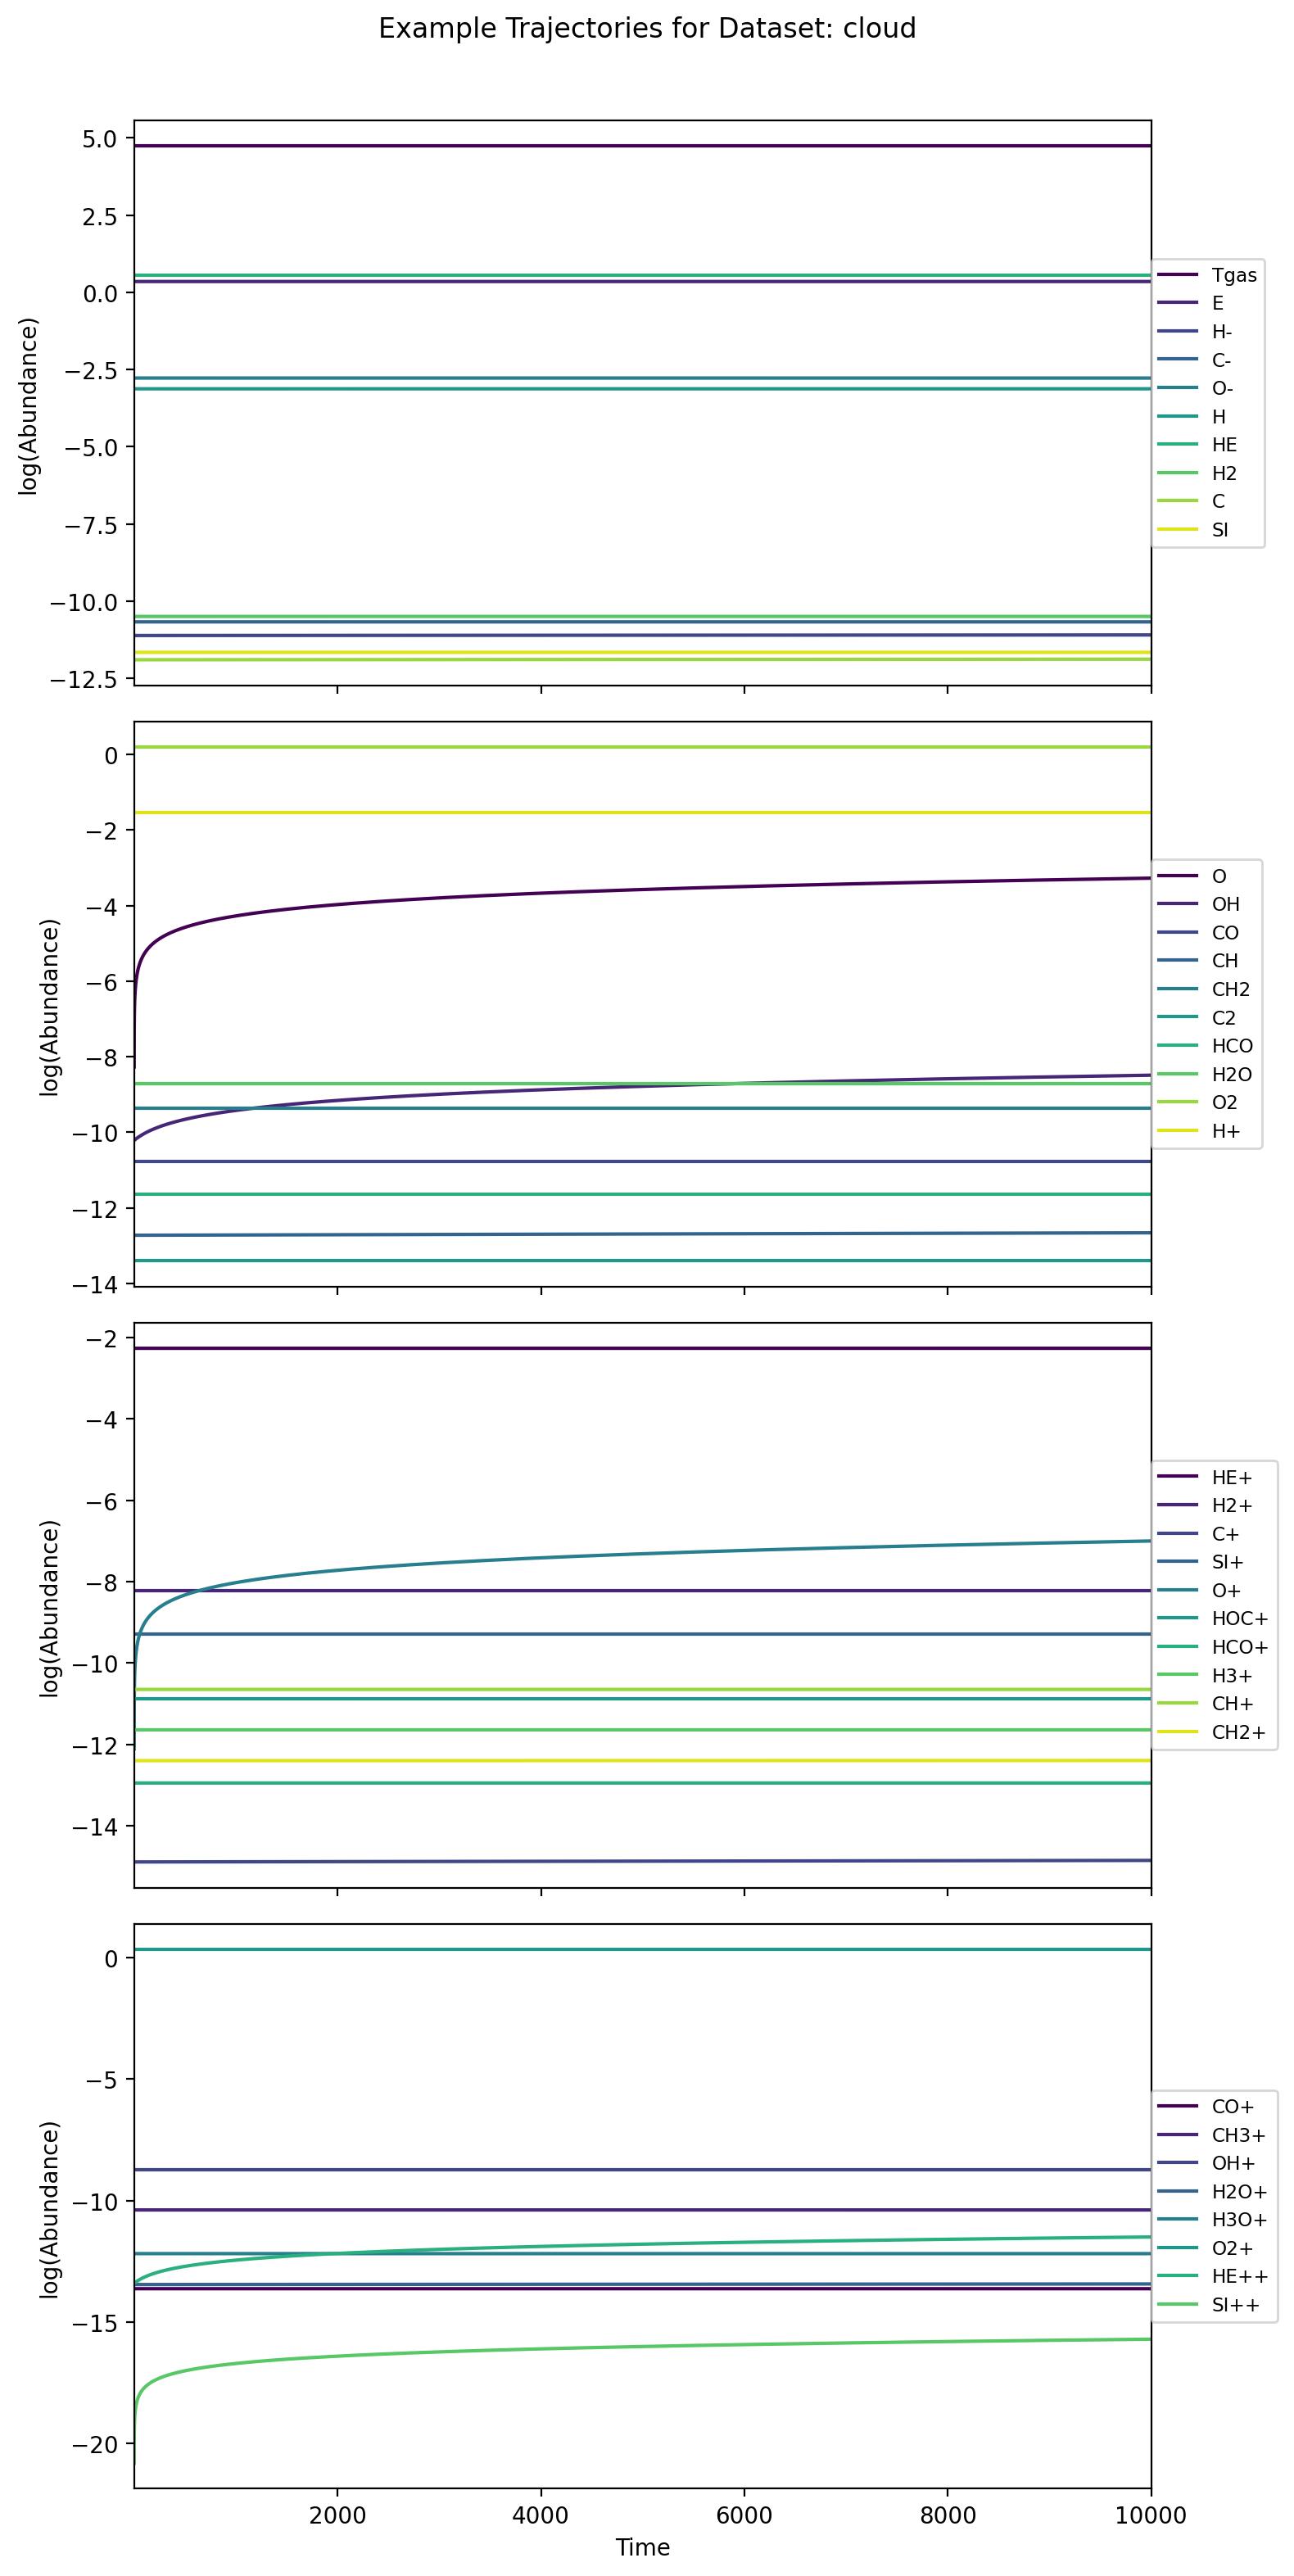 Example Trajectories for Dataset: cloud
5.0
2.5
0.0
−2.5
−5.0
−7.5
−10.0
−12.5
log(Abundance)
Tgas
E
H-
C-
O-
H
HE
H2
C
SI
0
−2
−4
−6
−8
−10
−12
−14
log(Abundance)
O
OH
CO
CH
CH2
C2
HCO
H2O
O2
H+
−2
−4
−6
−8
−10
−12
−14
log(Abundance)
HE+
H2+
C+
SI+
O+
HOC+
HCO+
H3+
CH+
CH2+
0
−5
−10
−15
−20
log(Abundance)
CO+
CH3+
OH+
H2O+
H3O+
O2+
HE++
SI++
2000
4000
6000
8000
10000
Time